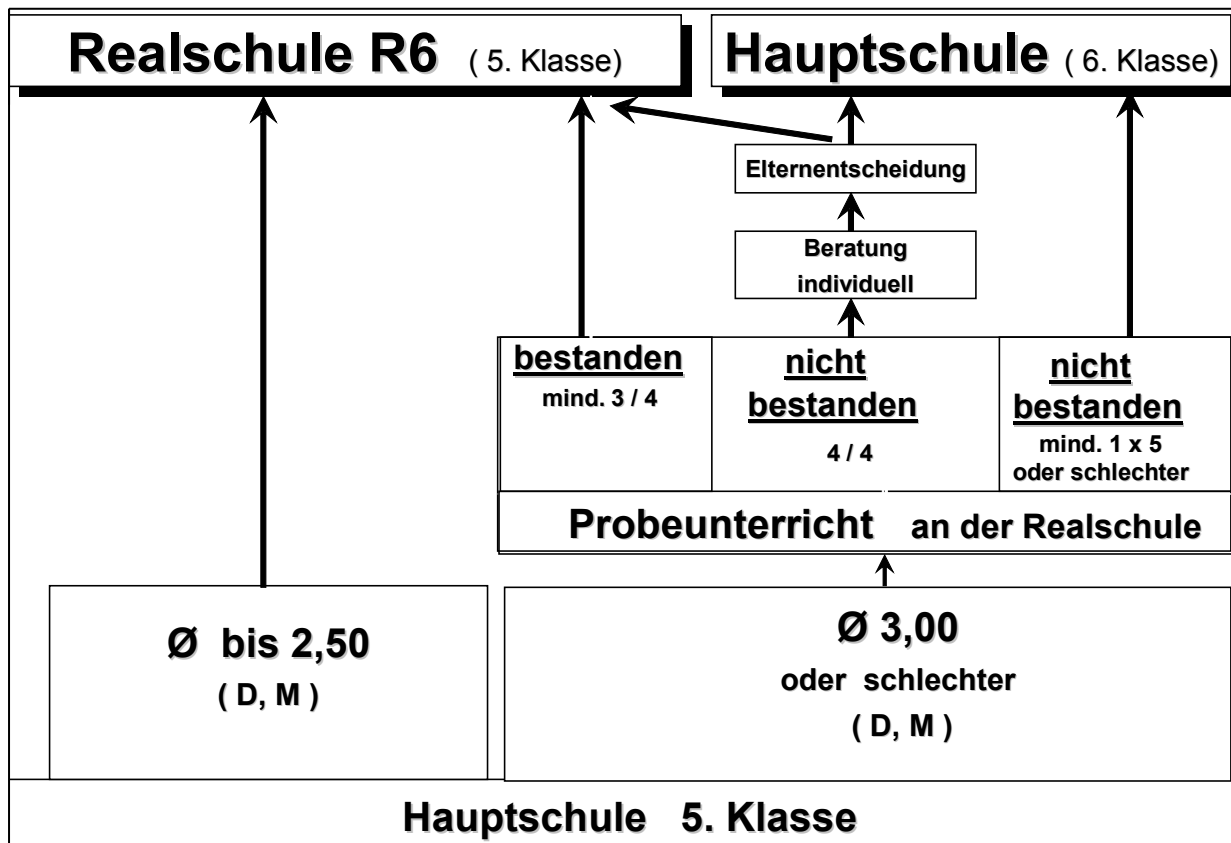 Realschule R6 ( 5. Klasse)
Hauptschule ( 6. Klasse)
Elternentscheidung
Beratung
individuell
bestanden
mind. 3 / 4
nicht
bestanden
4 / 4
nicht
bestanden
mind. 1 x 5
oder schlechter
Probeunterricht an der Realschule
Ø bis 2,50
( D, M )
Ø 3,00
oder schlechter
( D, M )
Hauptschule 5. Klasse